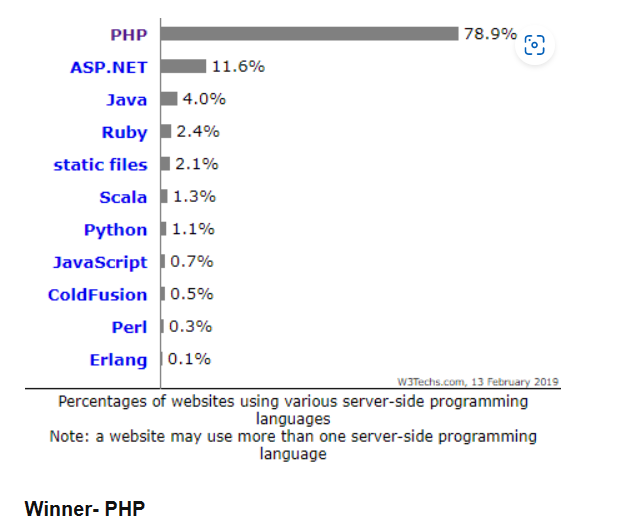 PHP 78.9%
ASP.NET 11.6%
Java 4.0%
Ruby 2.4%
static files 2.1%
Scala 1.3%
Python 1.1%
JavaScript 0.7%
ColdFusion 0.5%
Perl 0.3%
Erlang 0.1%
W3Techs.com, 13 February 2019
Percentages of websites using various server-side programming
languages
Note: a website may use more than one server-side programming
language
Winner- PHP